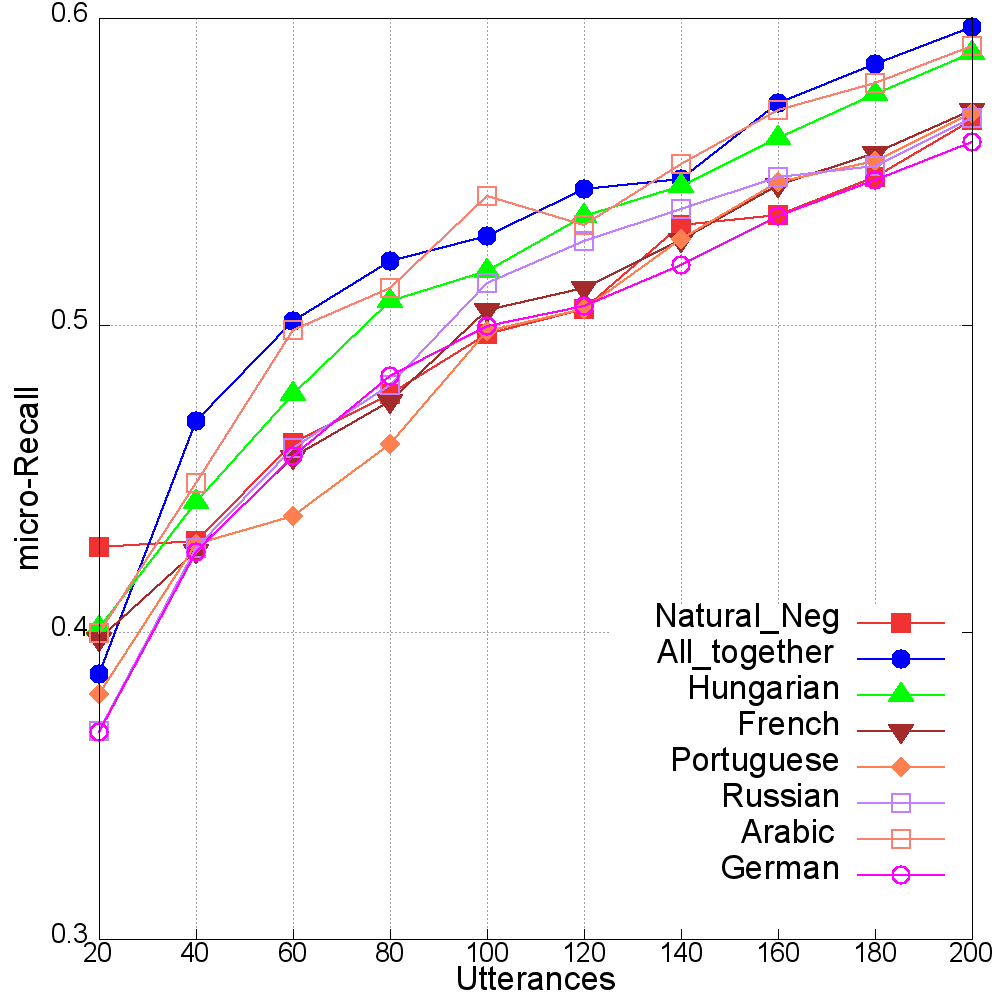 0.6
0.5
0.4
0.3
micro-Recall
Natural_Neg
All_together
Hungarian
French
Portuguese
Russian
Arabic
German
20 40 60 80 100 120 140 160 180 200
Utterances